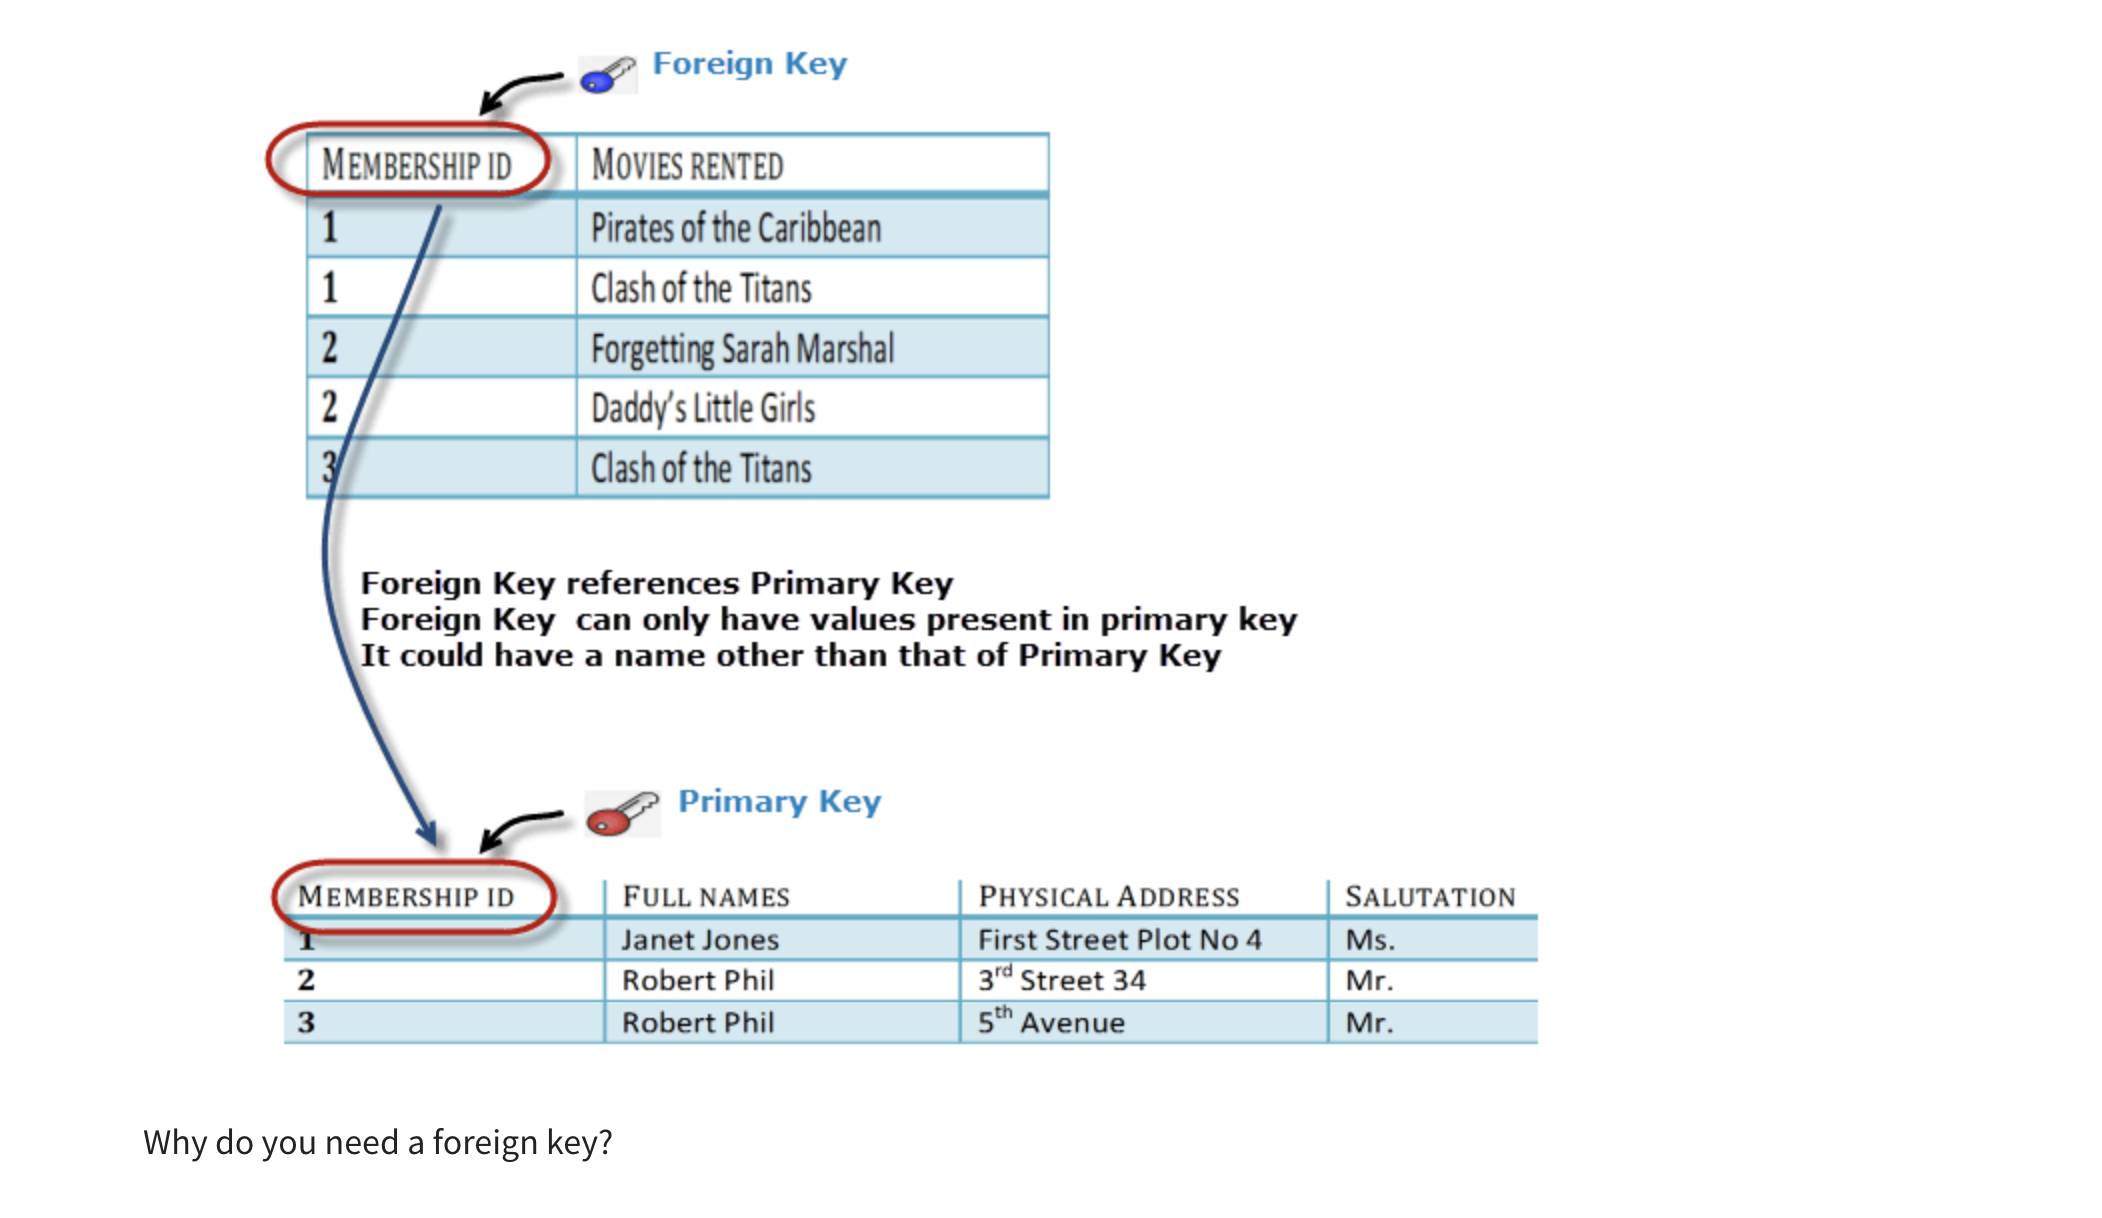 Foreign Key
MEMBERSHIP ID MOVIES RENTED
1 Pirates of the Caribbean
1 Clash of the Titans
2 Forgetting Sarah Marshal
2 Daddy's Little Girls
3 Clash of the Titans
Foreign Key references Primary Key
Foreign Key can only have values present in primary key
It could have a name other than that of Primary Key
Primary Key
MEMBERSHIP ID FULL NAMES PHYSICAL ADDRESS SALUTATION
1 Janet Jones First Street Plot No 4 Ms.
2 Robert Phil 3rd Street 34 Mr.
3 Robert Phil 5th Avenue Mr.
Why do you need a foreign key?